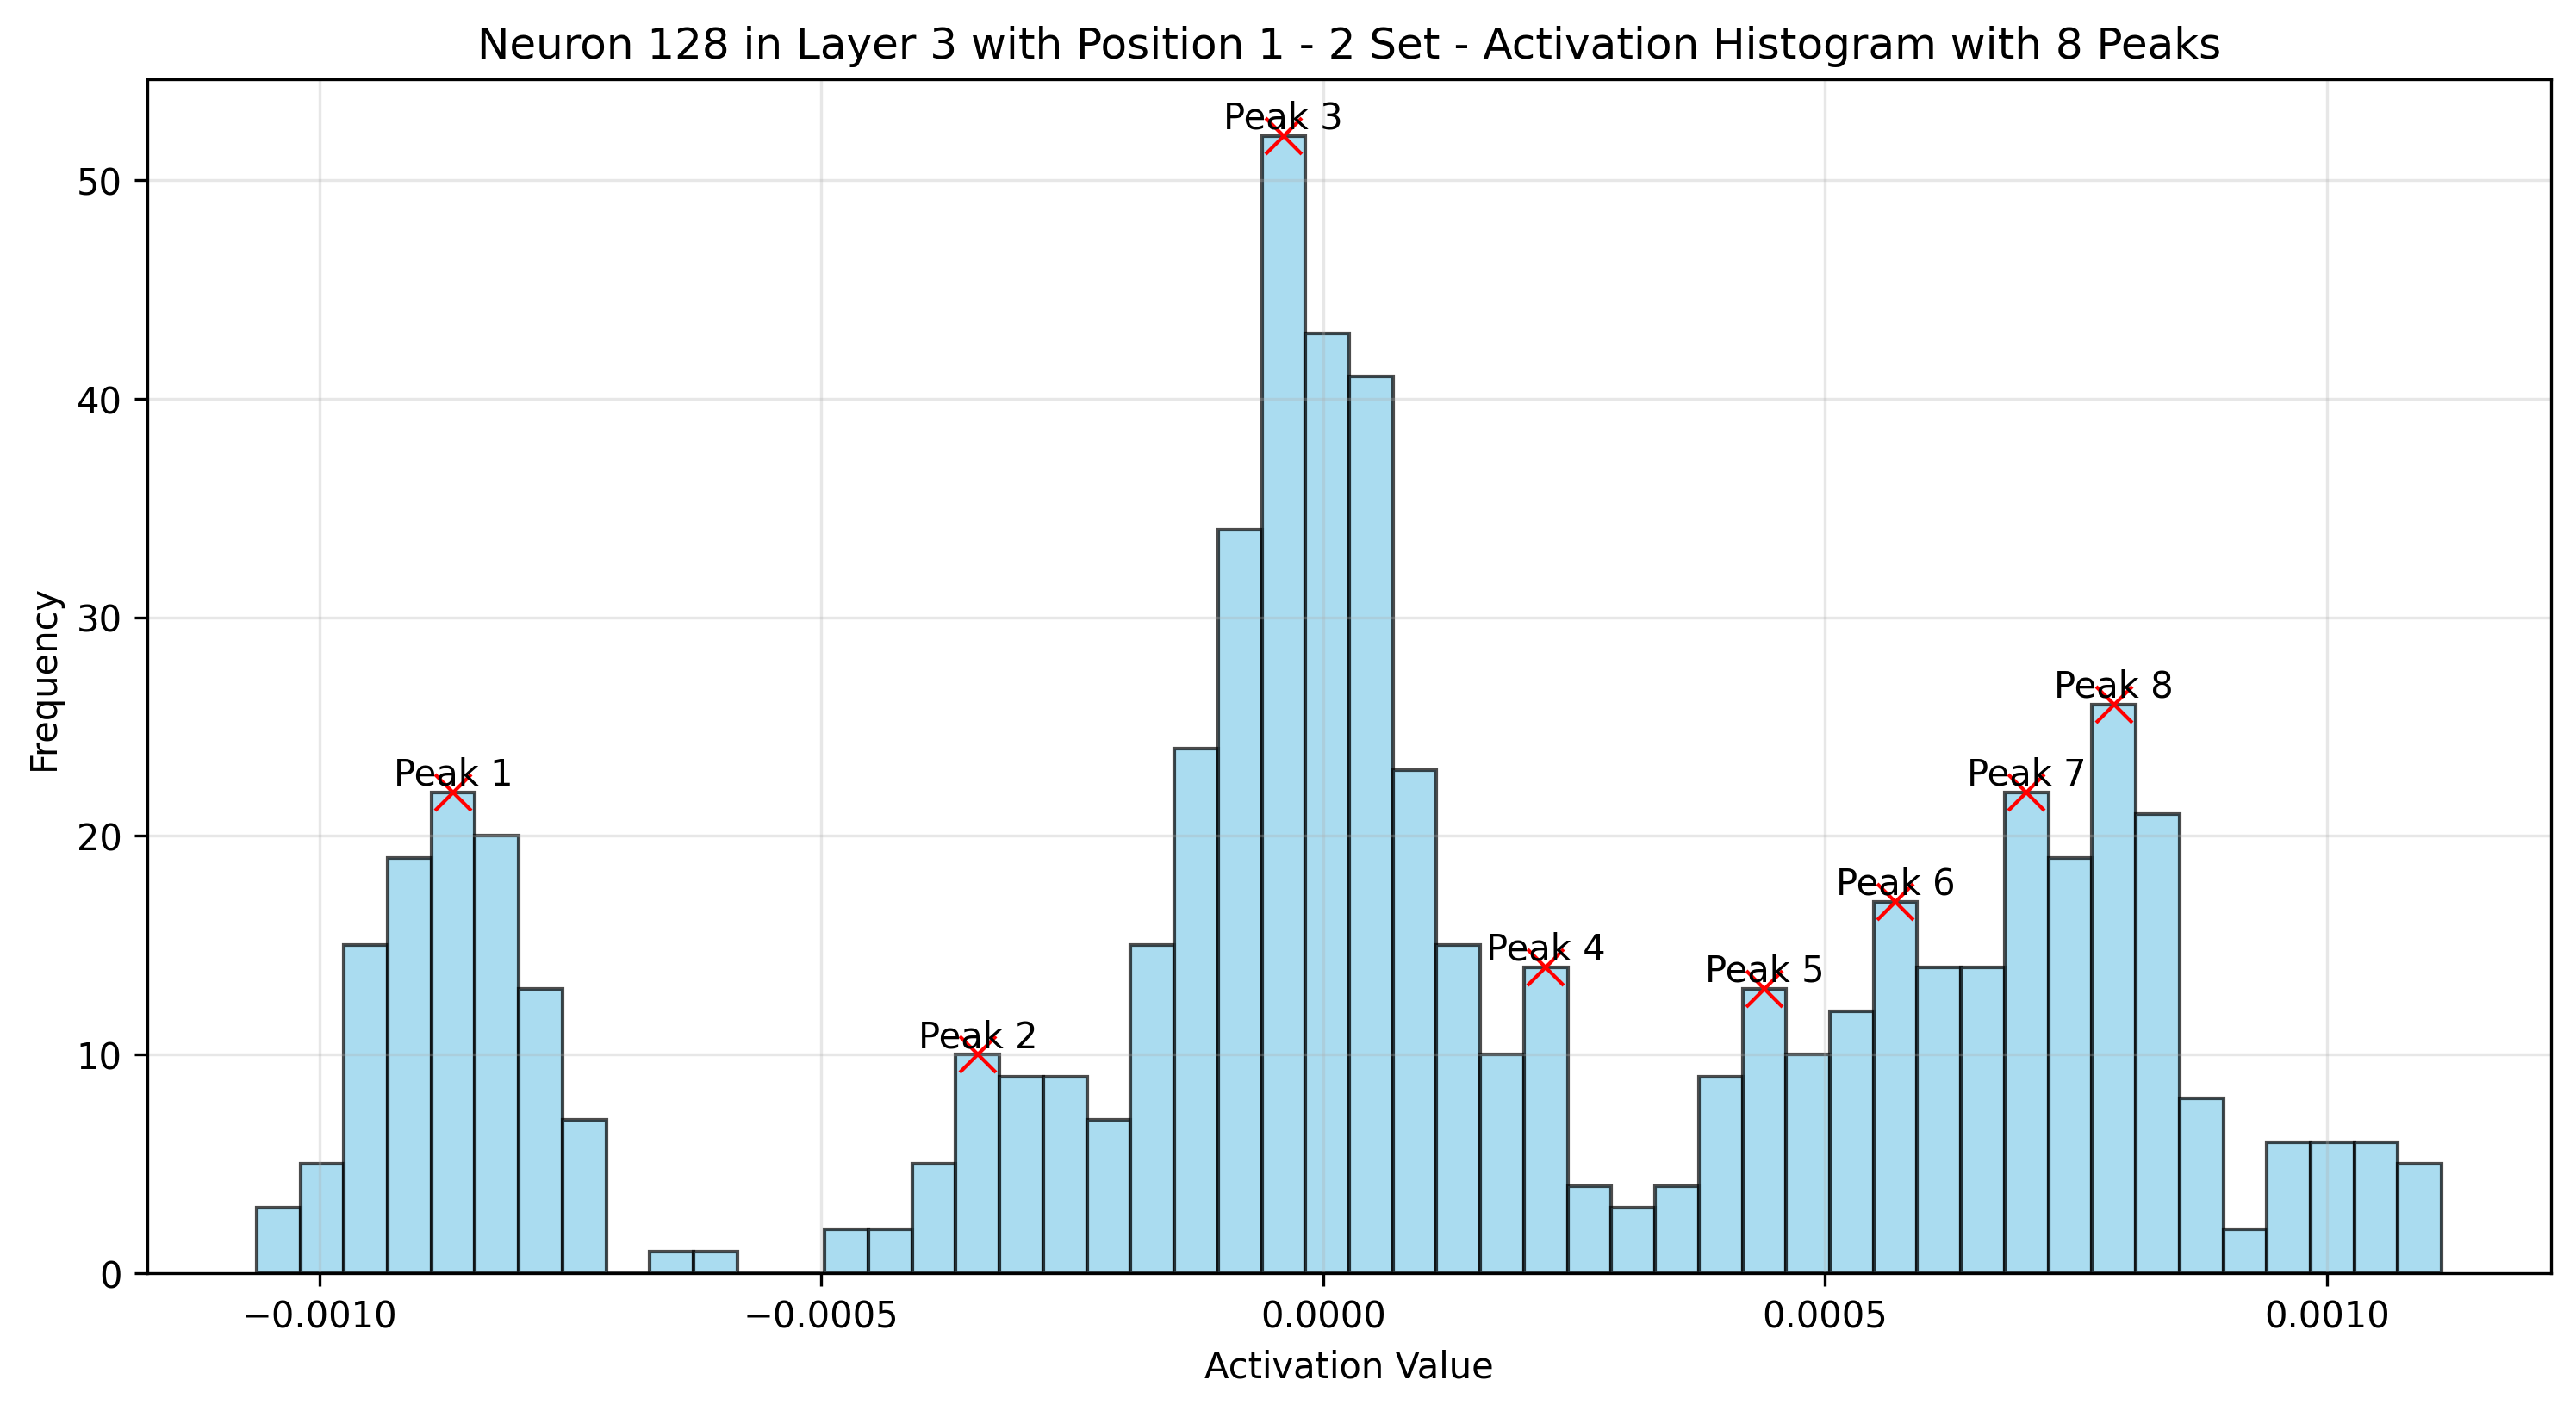 Neuron 128 in Layer 3 with Position 1 - 2 Set - Activation Histogram with 8 Peaks
Peak 3
50
40
30
Peak 8
Peak 1
Peak 7
20
Peak 6
Peak 4
Peak 5
Peak 2
10
0
Frequency
−0.0010
−0.0005
0.0000
0.0005
0.0010
Activation Value